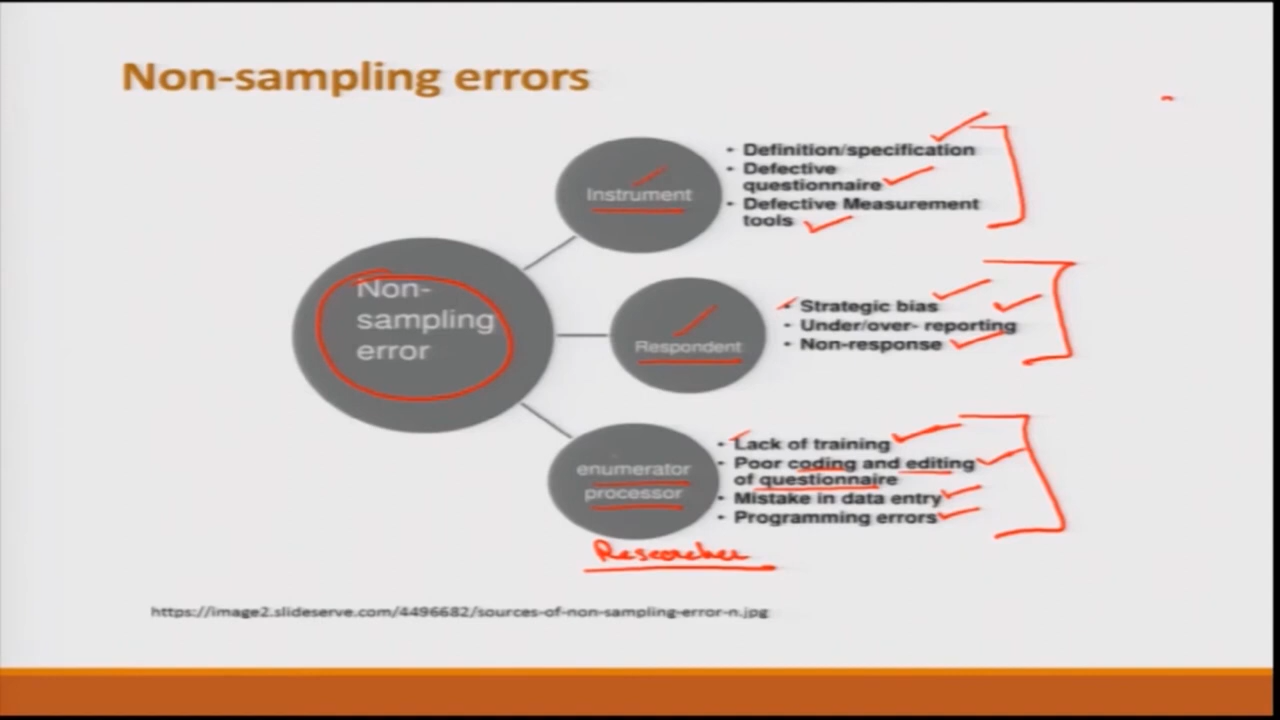 Non-sampling errors
Non-
sampling
error
Instrument
• Definition/specification
• Defective
questionnaire
• Defective Measurement
tools
Respondent
• Strategic bias
• Under/over- reporting
• Non-response
enumerator
processor
• Lack of training
• Poor coding and editing
of questionnaire
• Mistake in data entry
• Programming errors
Researcher
https://image2.slideserve.com/4496682/sources-of-non-sampling-error-n.jpg